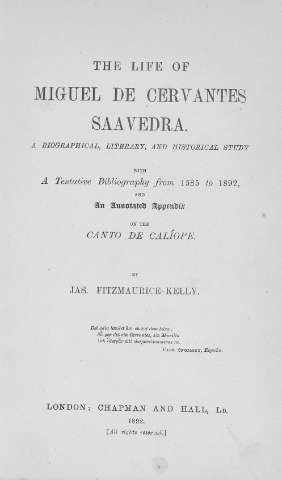 THE LIFE OF
MIGUEL DE CERVANTES
SAAVEDRA.
A BIOGRAPHICAL, LITERARY, AND HISTORICAL STUDY
WITH
A Tentative Bibliography from 1585 to 1892,
AND
An Annotated Appendix
ON THE
CANTO DE CALÍOPE.
BY
JAS. FITZMAURICE-KELLY.
LONDON: CHAPMAN AND HALL, LD.
1892.
[All rights reserved.]